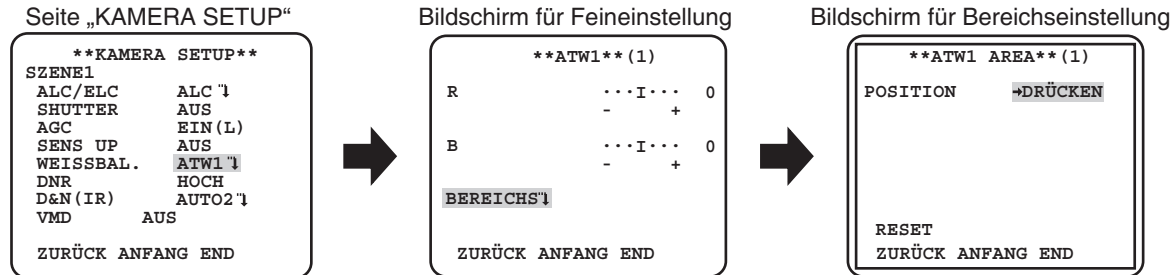 Seite „KAMERA SETUP“
**KAMERA SETUP**
SZENE1
ALC/ELC ALC
SHUTTER AUS
AGC EIN(L)
SENS UP AUS
WEISSBAL. ATW1
DNR HOCH
D&N(IR) AUTO2
VMD AUS
ZURÜCK ANFANG END
Bildschirm für Feineinstellung
**ATW1**(1)
R ···I··· 0
- +
B ···I··· 0
- +
BEREICHS
ZURÜCK ANFANG END
Bildschirm für Bereichseinstellung
**ATW1 AREA**(1)
POSITION →DRÜCKEN
RESET
ZURÜCK ANFANG END